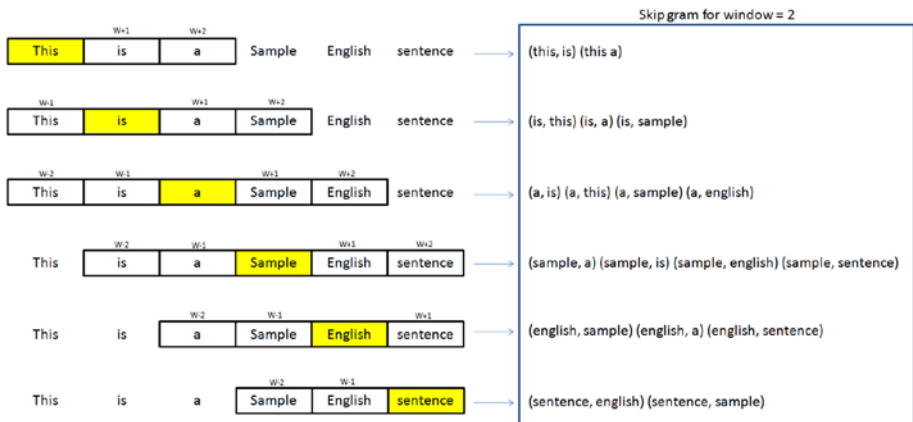 Skip gram for window = 2
W+1 W+2
This is a Sample English sentence (this, is) (this a)
W-1 W+1 W+2
This is a Sample English sentence (is, this) (is, a) (is, sample)
W-2 W-1 W+1 W+2
This is a Sample English sentence (a, is) (a, this) (a, sample) (a, english)
W-2 W-1 W+1 W+2
This is a Sample English sentence (sample, a) (sample, is) (sample, english) (sample, sentence)
W-2 W-1 W+1
This is a Sample English sentence (english, sample) (english, a) (english, sentence)
W-2 W-1
This is a Sample English sentence (sentence, english) (sentence, sample)